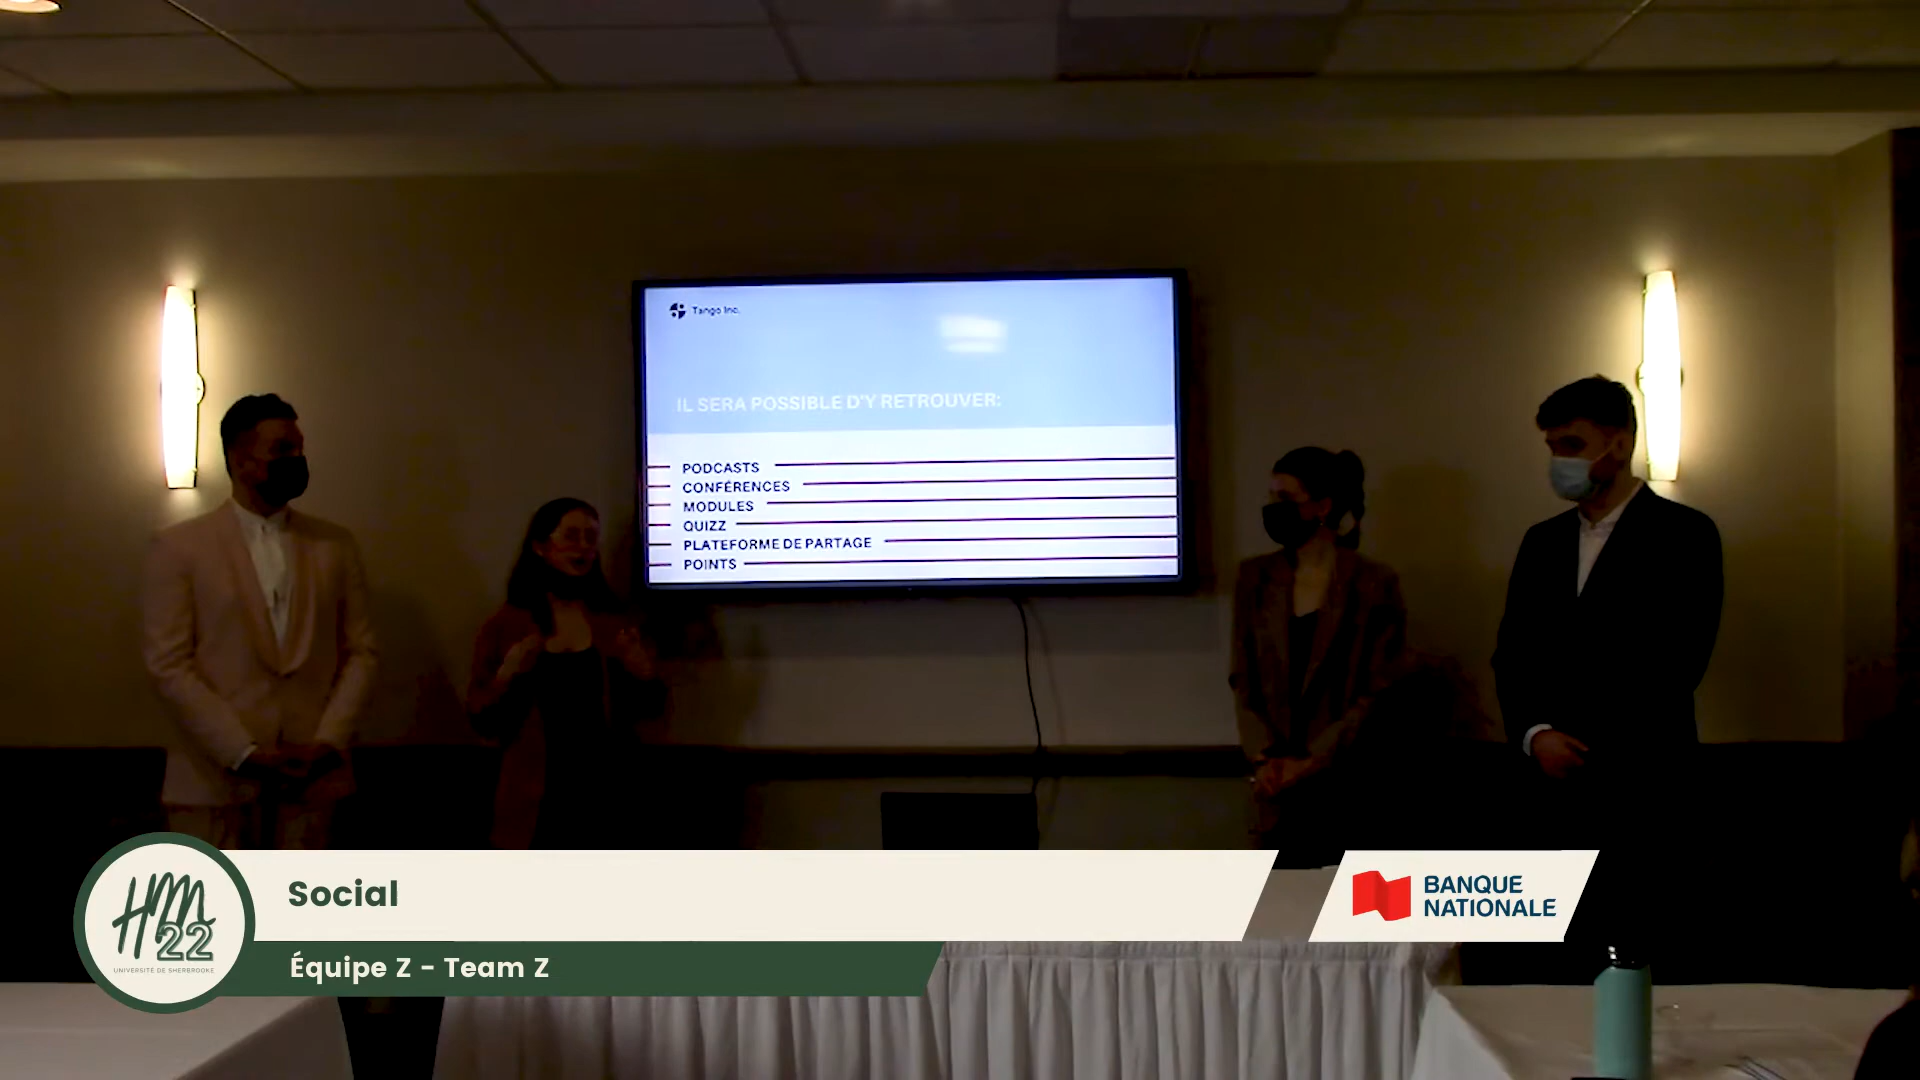 Tango Inc.
IL SERA POSSIBLE D'Y RETROUVER:
PODCASTS
CONFÉRENCES
MODULES
QUIZZ
PLATEFORME DE PARTAGE
POINTS
HM
22
UNIVERSITÉ DE SHERBROOKE
Social
Équipe Z - Team Z
BANQUE
NATIONALE